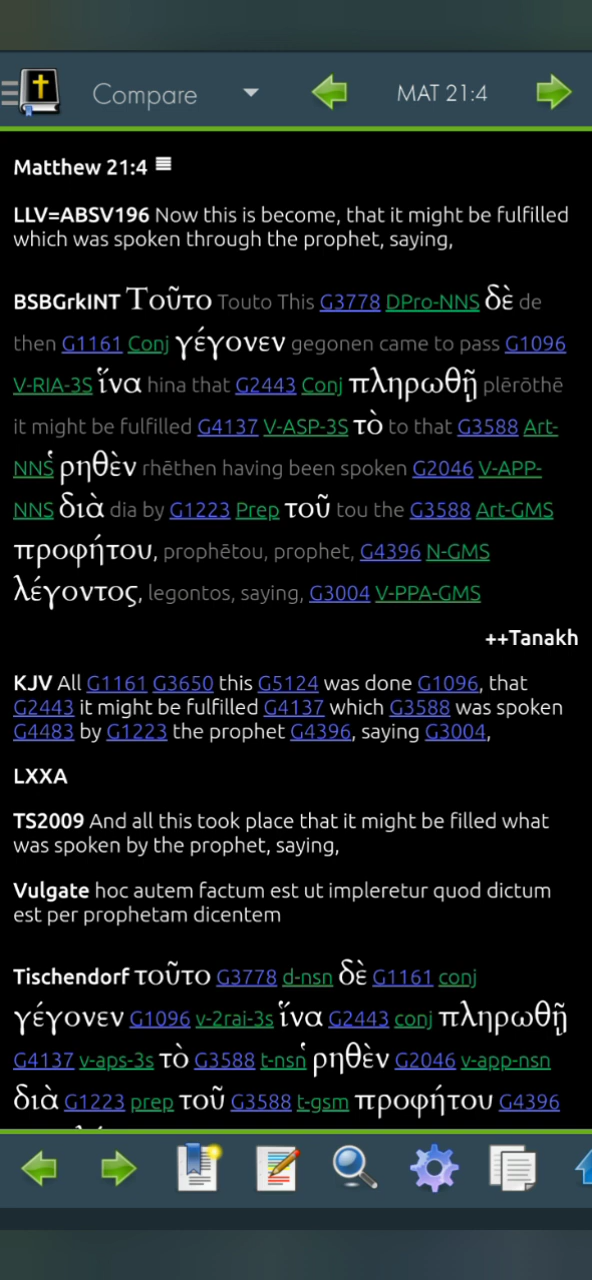 Compare MAT 21:4
Matthew 21:4
LLV=ABSV196 Now this is become, that it might be fulfilled
which was spoken through the prophet, saying,
BSBGrkINT Τοῦτο Touto This G3778 DPro-NNS δὲ de
then G1161 Conj γέγονεν gegonen came to pass G1096
V-RIA-3S ἵνα hina that G2443 Conj πληρωθῇ plērōthē
it might be fulfilled G4137 V-ASP-3S τὸ to that G3588 Art-
NNS ῥηθὲν rhēthen having been spoken G2046 V-APP-
NNS διὰ dia by G1223 Prep τοῦ tou the G3588 Art-GMS
προφήτου, prophētou, prophet, G4396 N-GMS
λέγοντος, legontos, saying, G3004 V-PPA-GMS
++Tanakh
KJV All G1161 G3650 this G5124 was done G1096, that
G2443 it might be fulfilled G4137 which G3588 was spoken
G4483 by G1223 the prophet G4396, saying G3004,
LXXA
TS2009 And all this took place that it might be filled what
was spoken by the prophet, saying,
Vulgate hoc autem factum est ut impleretur quod dictum
est per prophetam dicentem
Tischendorf τοῦτο G3778 d-nsn δὲ G1161 conj
γέγονεν G1096 v-2rai-3s ἵνα G2443 conj πληρωθῇ
G4137 v-aps-3s τὸ G3588 t-nsn ῥηθὲν G2046 v-app-nsn
διὰ G1223 prep τοῦ G3588 t-gsm προφήτου G4396